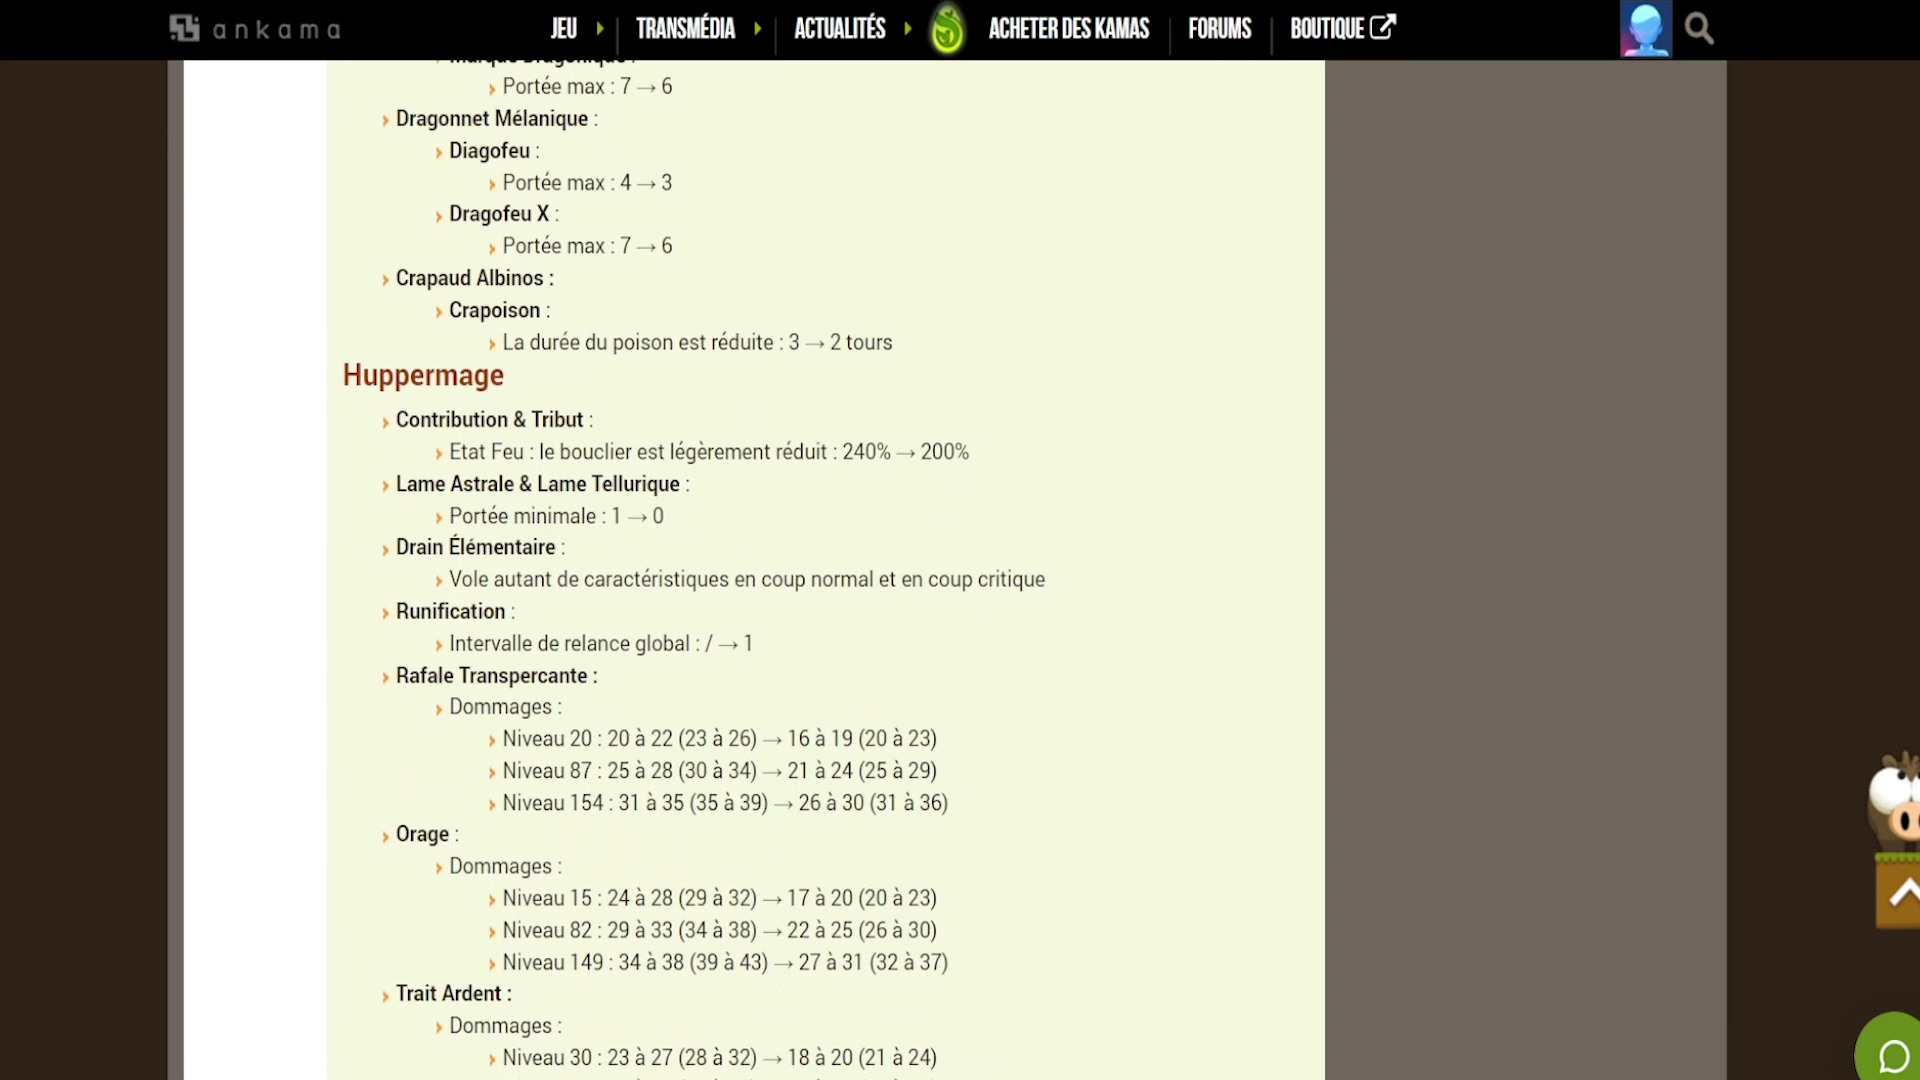 ankama
JEU
TRANSMÉDIA
ACTUALITÉS
ACHETER DES KAMAS
FORUMS
BOUTIQUE
Marque Dragonique :
Portée max : 7 → 6
Dragonnet Mélanique :
Diagofeu :
Portée max : 4 → 3
Dragofeu X :
Portée max : 7 → 6
Crapaud Albinos :
Crapoison :
La durée du poison est réduite : 3 → 2 tours
Huppermage
Contribution & Tribut :
Etat Feu : le bouclier est légèrement réduit : 240% → 200%
Lame Astrale & Lame Tellurique :
Portée minimale : 1 → 0
Drain Élémentaire :
Vole autant de caractéristiques en coup normal et en coup critique
Runification :
Intervalle de relance global : / → 1
Rafale Transpercante :
Dommages :
Niveau 20 : 20 à 22 (23 à 26) → 16 à 19 (20 à 23)
Niveau 87 : 25 à 28 (30 à 34) → 21 à 24 (25 à 29)
Niveau 154 : 31 à 35 (35 à 39) → 26 à 30 (31 à 36)
Orage :
Dommages :
Niveau 15 : 24 à 28 (29 à 32) → 17 à 20 (20 à 23)
Niveau 82 : 29 à 33 (34 à 38) → 22 à 25 (26 à 30)
Niveau 149 : 34 à 38 (39 à 43) → 27 à 31 (32 à 37)
Trait Ardent :
Dommages :
Niveau 30 : 23 à 27 (28 à 32) → 18 à 20 (21 à 24)